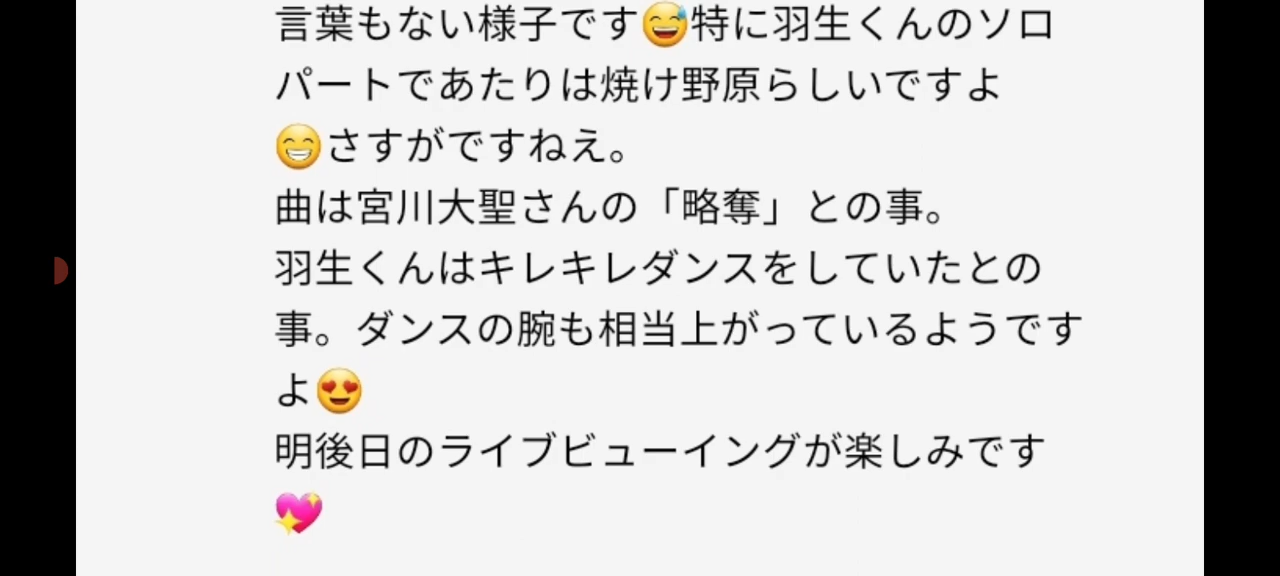 言葉もない様子です😅特に羽生くんのソロ
パートであたりは焼け野原らしいですよ
😁さすがですねえ。
曲は宮川大聖さんの「略奪」との事。
羽生くんはキレキレダンスをしていたとの
事。ダンスの腕も相当上がっているようです
よ😍
明後日のライブビューイングが楽しみです
💖